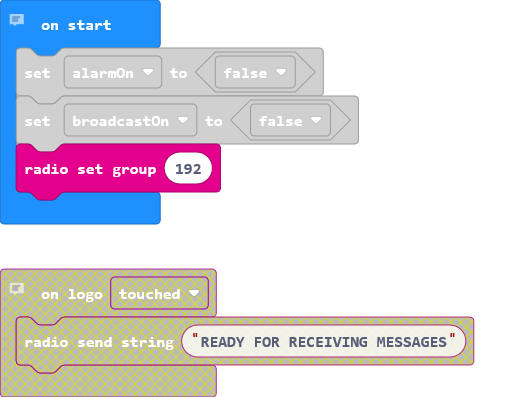 on start
set alarmOn to false
set broadcastOn to false
radio set group 192
on logo touched
radio send string "READY FOR RECEIVING MESSAGES"